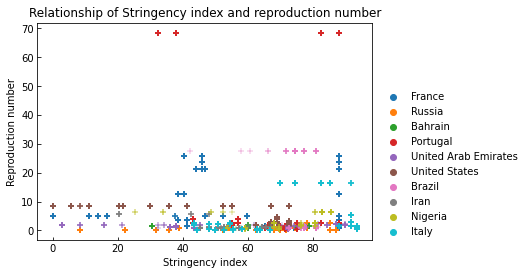 Relationship of Stringency index and reproduction number
70
60
50
40
30
20
10
0
Reproduction number
0 20 40 60 80
Stringency index
France
Russia
Bahrain
Portugal
United Arab Emirates
United States
Brazil
Iran
Nigeria
Italy